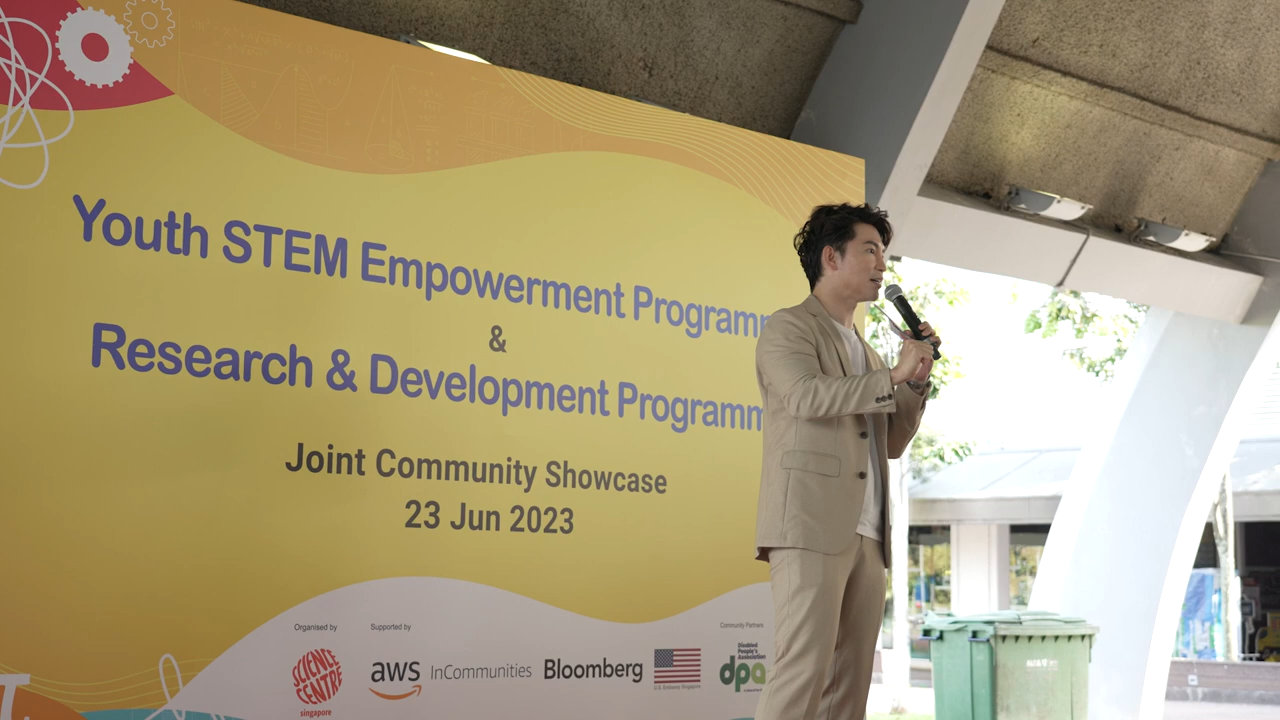 Youth STEM Empowerment Programm
&
Research & Development Programm
Joint Community Showcase
23 Jun 2023
Organised by
Supported by
Community Partners
SCIENCE CENTRE singapore
aws InCommunities
Bloomberg
U.S. Embassy Singapore
Disabled People's Association
dpa